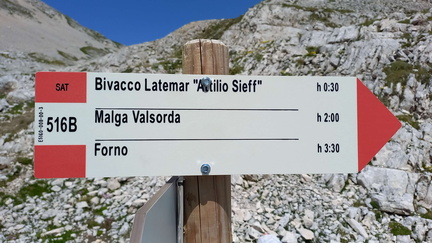 SAT
516B
Bivacco Latemar "Attilio Sieff" h 0:30
Malga Valsorda h 2:00
Forno h 3:30